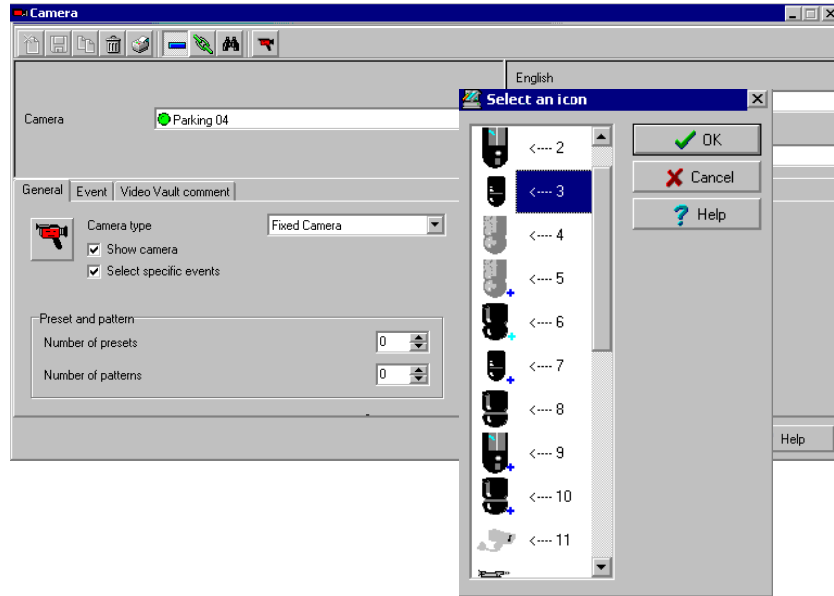 Camera
English
Select an icon
Camera
Parking 04
<---- 2
OK
<---- 3
Cancel
General
Event
Video Vault comment
Help
Camera type
Fixed Camera
<---- 4
Show camera
Select specific events
<---- 5
Preset and pattern
<---- 6
Number of presets
0
<---- 7
Number of patterns
0
<---- 8
Help
<---- 9
<---- 10
<---- 11